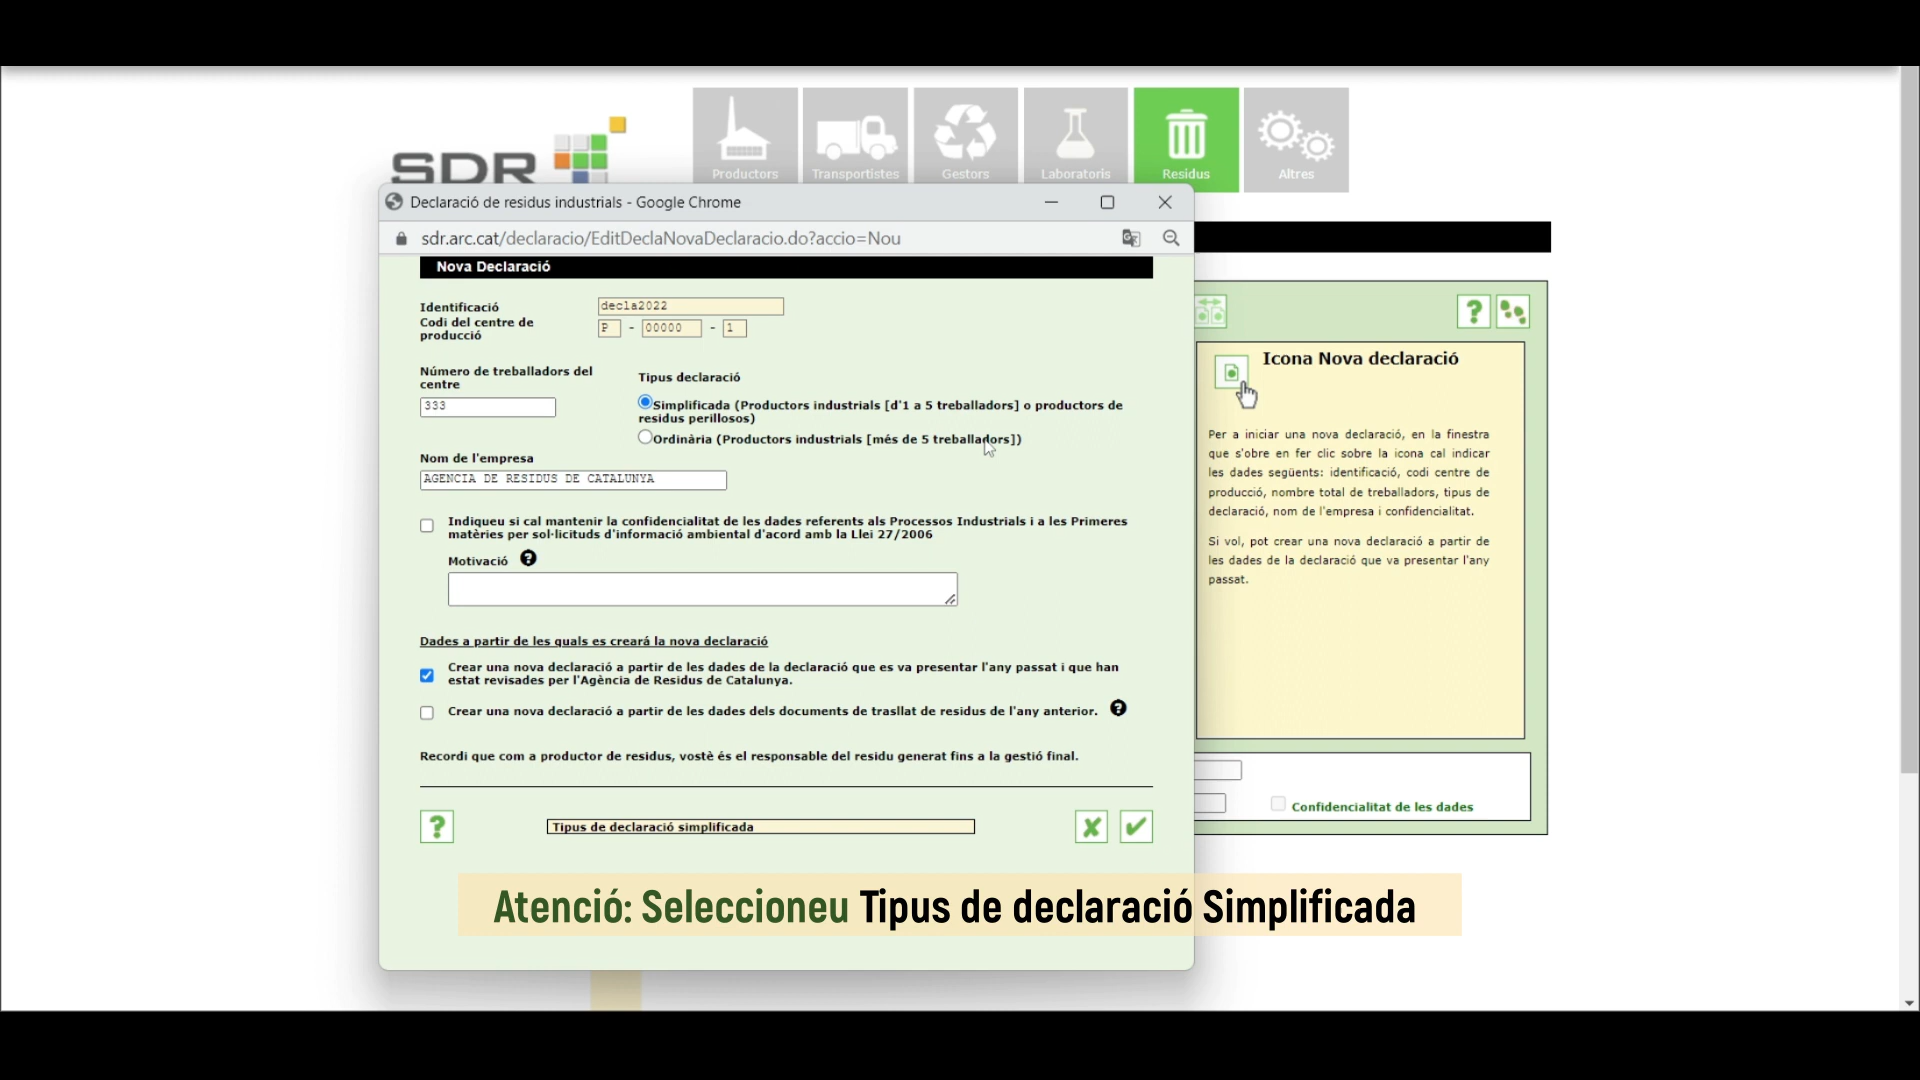 SDR
Productors
Transportistes
Gestors
Laboratoris
Residus
Altres
Declaració de residus industrials - Google Chrome
sdr.arc.cat/declaracio/EditDeclaNovaDeclaracio.do?accio=Nou
Nova Declaració
Identificació
decla2022
Codi del centre de
producció
P - 00000 - 1
Número de treballadors del
centre
333
Tipus declaració
Simplificada (Productors industrials [d'1 a 5 treballadors] o productors de
residus perillosos)
Ordinària (Productors industrials [més de 5 treballadors])
Nom de l'empresa
AGENCIA DE RESIDUS DE CATALUNYA
Indiqueu si cal mantenir la confidencialitat de les dades referents als Processos Industrials i a les Primeres
matèries per sol·licituds d'informació ambiental d'acord amb la Llei 27/2006
Motivació ?
Dades a partir de les quals es creará la nova declaració
Crear una nova declaració a partir de les dades de la declaració que es va presentar l'any passat i que han
estat revisades per l'Agència de Residus de Catalunya.
Crear una nova declaració a partir de les dades dels documents de trasllat de residus de l'any anterior. ?
Recordi que com a productor de residus, vostè és el responsable del residu generat fins a la gestió final.
?
Tipus de declaració simplificada
?
Icona Nova declaració
Per a iniciar una nova declaració, en la finestra
que s'obre en fer clic sobre la icona cal indicar
les dades següents: identificació, codi centre de
producció, nombre total de treballadors, tipus de
declaració, nom de l'empresa i confidencialitat.
Si vol, pot crear una nova declaració a partir de
les dades de la declaració que va presentar l'any
passat.
Confidencialitat de les dades
Atenció: Seleccioneu Tipus de declaració Simplificada